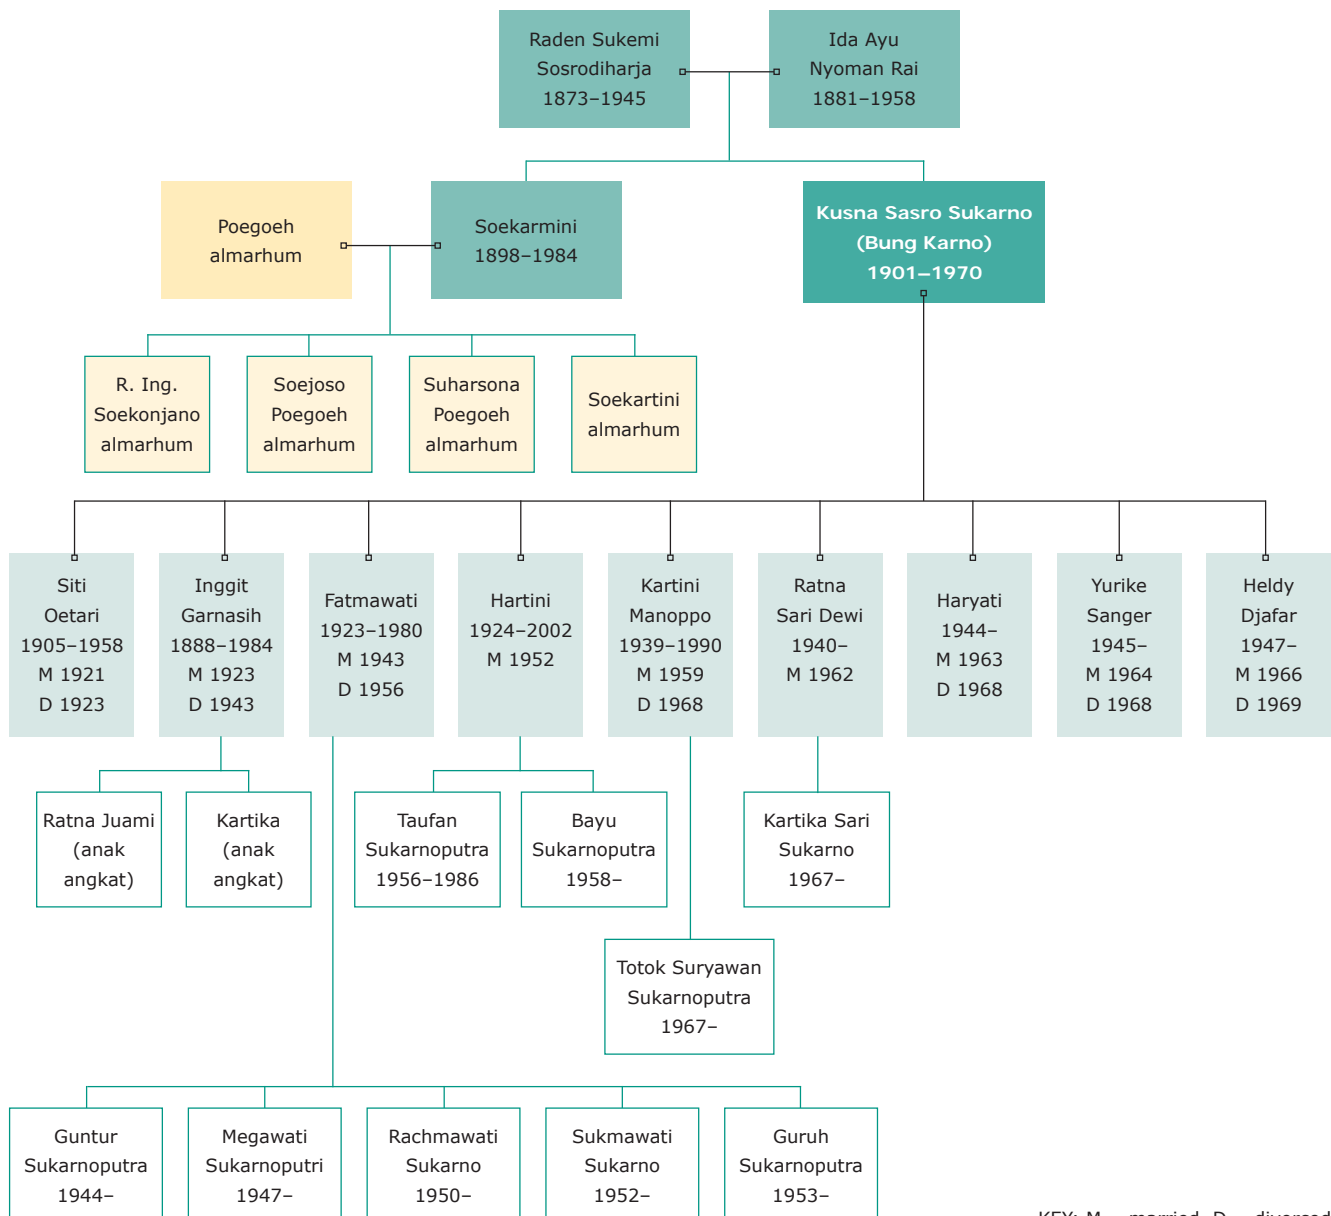 Raden Sukemi
Sosrodiharja
1873–1945
Ida Ayu
Nyoman Rai
1881–1958
Poegoeh
almarhum
Soekarmini
1898–1984
Kusna Sasro Sukarno
(Bung Karno)
1901–1970
R. Ing.
Soekonjano
almarhum
Soejoso
Poegoeh
almarhum
Suharsona
Poegoeh
almarhum
Soekartini
almarhum
Siti
Oetari
1905–1958
M 1921
D 1923
Inggit
Garnasih
1888–1984
M 1923
D 1943
Fatmawati
1923–1980
M 1943
D 1956
Hartini
1924–2002
M 1952
Kartini
Manoppo
1939–1990
M 1959
D 1968
Ratna
Sari Dewi
1940–
M 1962
Haryati
1944–
M 1963
D 1968
Yurike
Sanger
1945–
M 1964
D 1968
Heldy
Djafar
1947–
M 1966
D 1969
Ratna Juami
(anak
angkat)
Kartika
(anak
angkat)
Taufan
Sukarnoputra
1956–1986
Bayu
Sukarnoputra
1958–
Kartika Sari
Sukarno
1967–
Totok Suryawan
Sukarnoputra
1967–
Guntur
Sukarnoputra
1944–
Megawati
Sukarnoputri
1947–
Rachmawati
Sukarno
1950–
Sukmawati
Sukarno
1952–
Guruh
Sukarnoputra
1953–